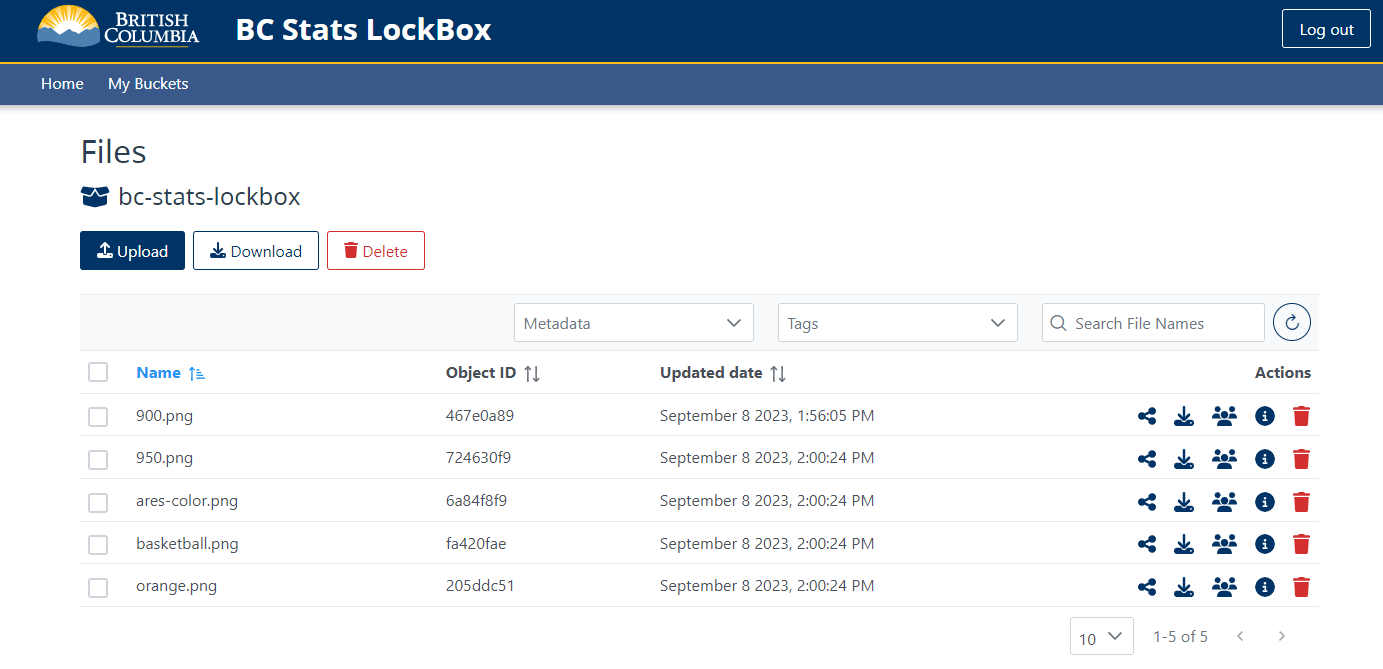 BRITISH
COLUMBIA
BC Stats LockBox
Log out
Home My Buckets
Files
bc-stats-lockbox
Upload Download Delete
Metadata Tags Search File Names
Name Object ID Updated date Actions
900.png 467e0a89 September 8 2023, 1:56:05 PM
950.png 724630f9 September 8 2023, 2:00:24 PM
ares-color.png 6a84f8f9 September 8 2023, 2:00:24 PM
basketball.png fa420fae September 8 2023, 2:00:24 PM
orange.png 205ddc51 September 8 2023, 2:00:24 PM
10 1-5 of 5